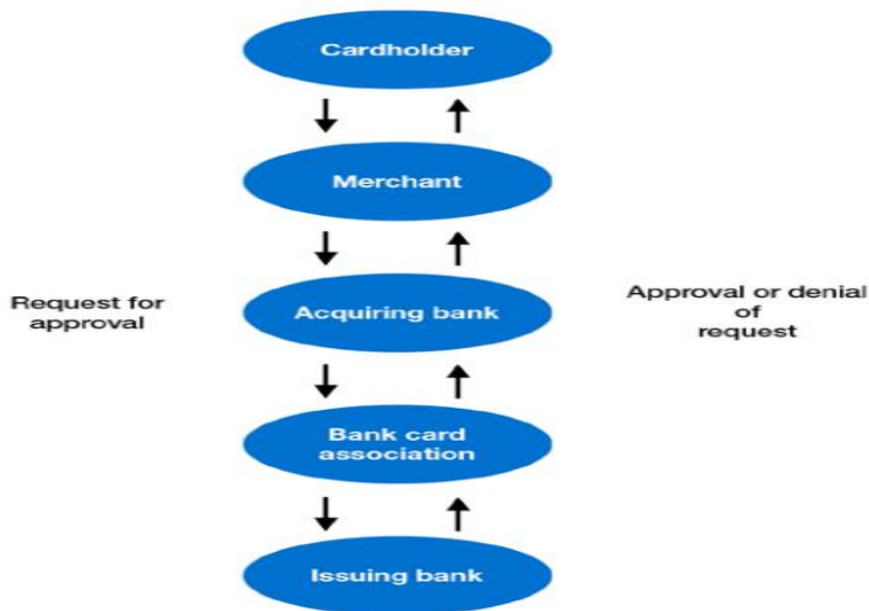 Cardholder
Merchant
Request for
approval
Acquiring bank
Approval or denial
of
request
Bank card
association
Issuing bank